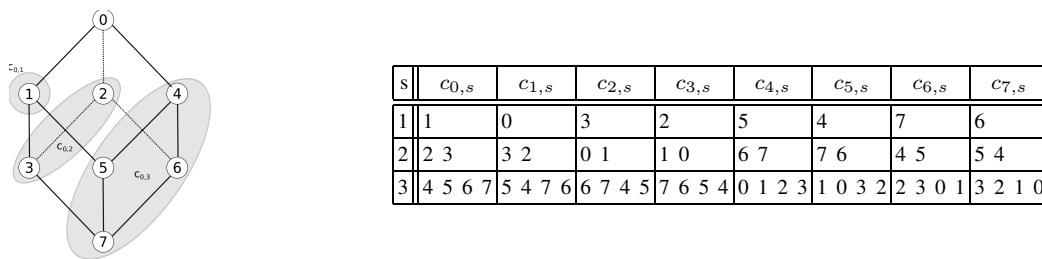 0
c0,1
1 2 4
c0,2
3 5 c0,3 6
7
s c0,s c1,s c2,s c3,s c4,s c5,s c6,s c7,s
1 1 0 3 2 5 4 7 6
2 2 3 3 2 0 1 1 0 6 7 7 6 4 5 5 4
3 4 5 6 7 5 4 7 6 6 7 4 5 7 6 5 4 0 1 2 3 1 0 3 2 2 3 0 1 3 2 1 0